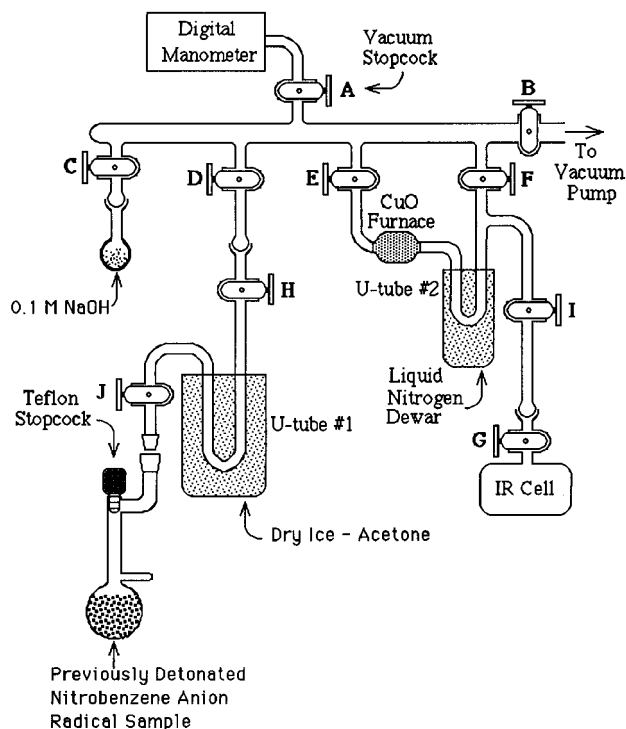 Digital
Manometer
Vacuum
Stopcock
A
B
To
Vacuum
Pump
C
D
E
F
CuO
Furnace
0.1 M NaOH
H
U-tube #2
I
J
Teflon
Stopcock
U-tube #1
Liquid
Nitrogen
Dewar
G
IR Cell
Dry Ice - Acetone
Previously Detonated
Nitrobenzene Anion
Radical Sample